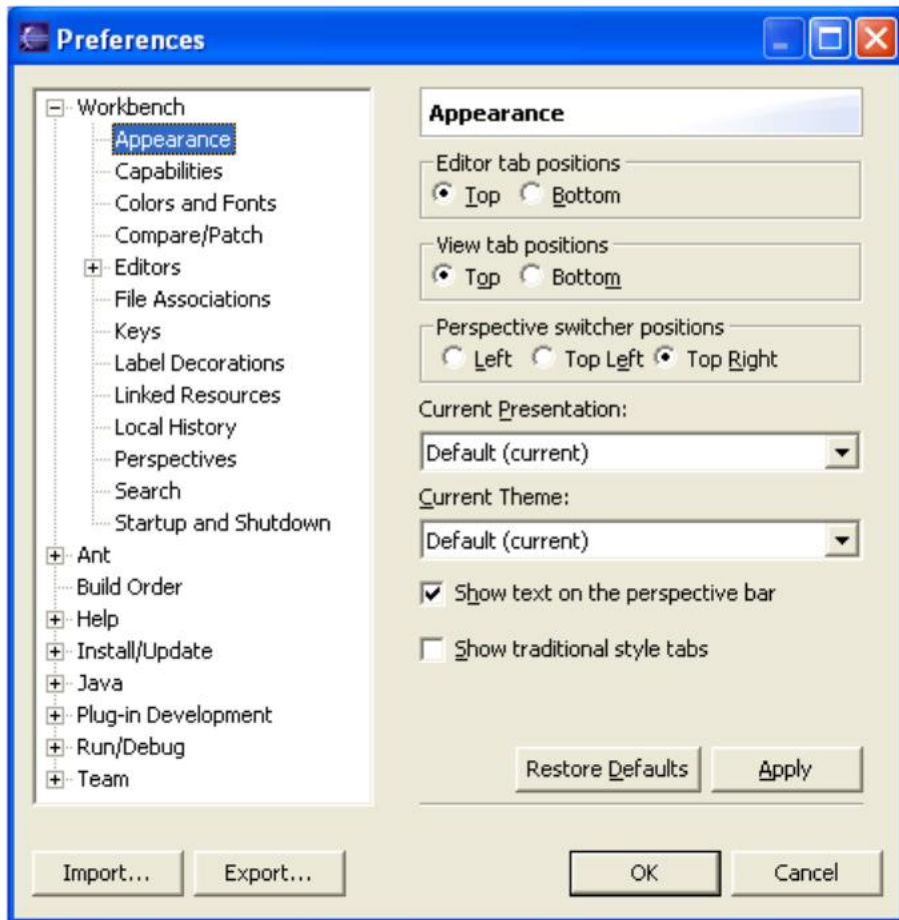 Preferences
Workbench
Appearance
Capabilities
Colors and Fonts
Compare/Patch
Editors
File Associations
Keys
Label Decorations
Linked Resources
Local History
Perspectives
Search
Startup and Shutdown
Ant
Build Order
Help
Install/Update
Java
Plug-in Development
Run/Debug
Team
Appearance
Editor tab positions
Top Bottom
View tab positions
Top Bottom
Perspective switcher positions
Left Top Left Top Right
Current Presentation:
Default (current)
Current Theme:
Default (current)
Show text on the perspective bar
Show traditional style tabs
Restore Defaults Apply
Import... Export... OK Cancel